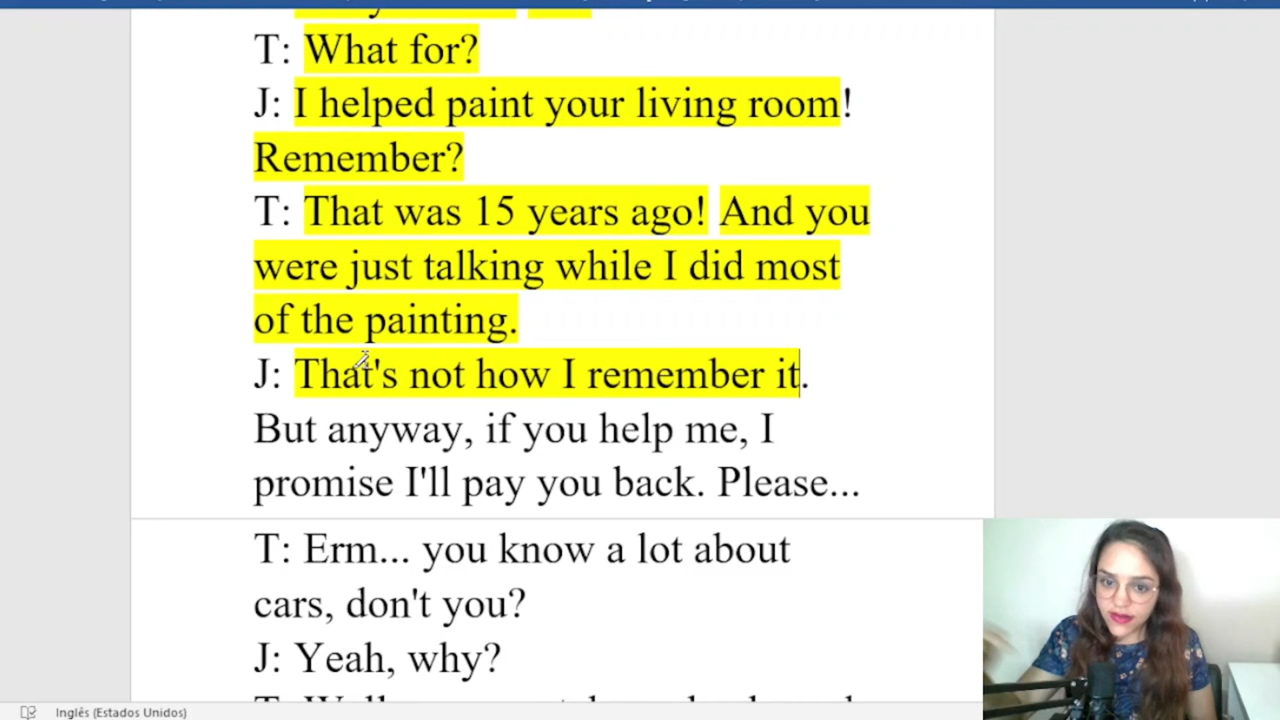 T: What for?
J: I helped paint your living room!
Remember?
T: That was 15 years ago! And you
were just talking while I did most
of the painting.
J: That's not how I remember it.
But anyway, if you help me, I
promise I'll pay you back. Please...
T: Erm... you know a lot about
cars, don't you?
J: Yeah, why?
Inglês (Estados Unidos)